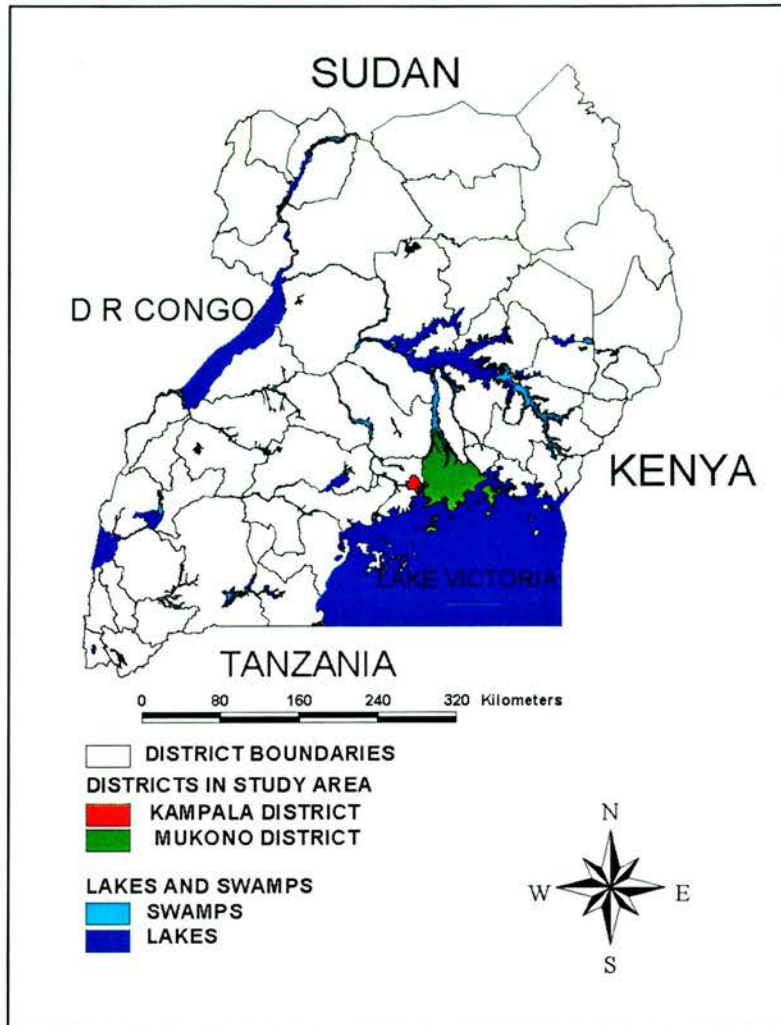 SUDAN
D R CONGO
KENYA
LAKE VICTORIA
TANZANIA
0 80 160 240 320 Kilometers
DISTRICT BOUNDARIES
DISTRICTS IN STUDY AREA
KAMPALA DISTRICT
MUKONO DISTRICT
LAKES AND SWAMPS
SWAMPS
LAKES
N
W E
S